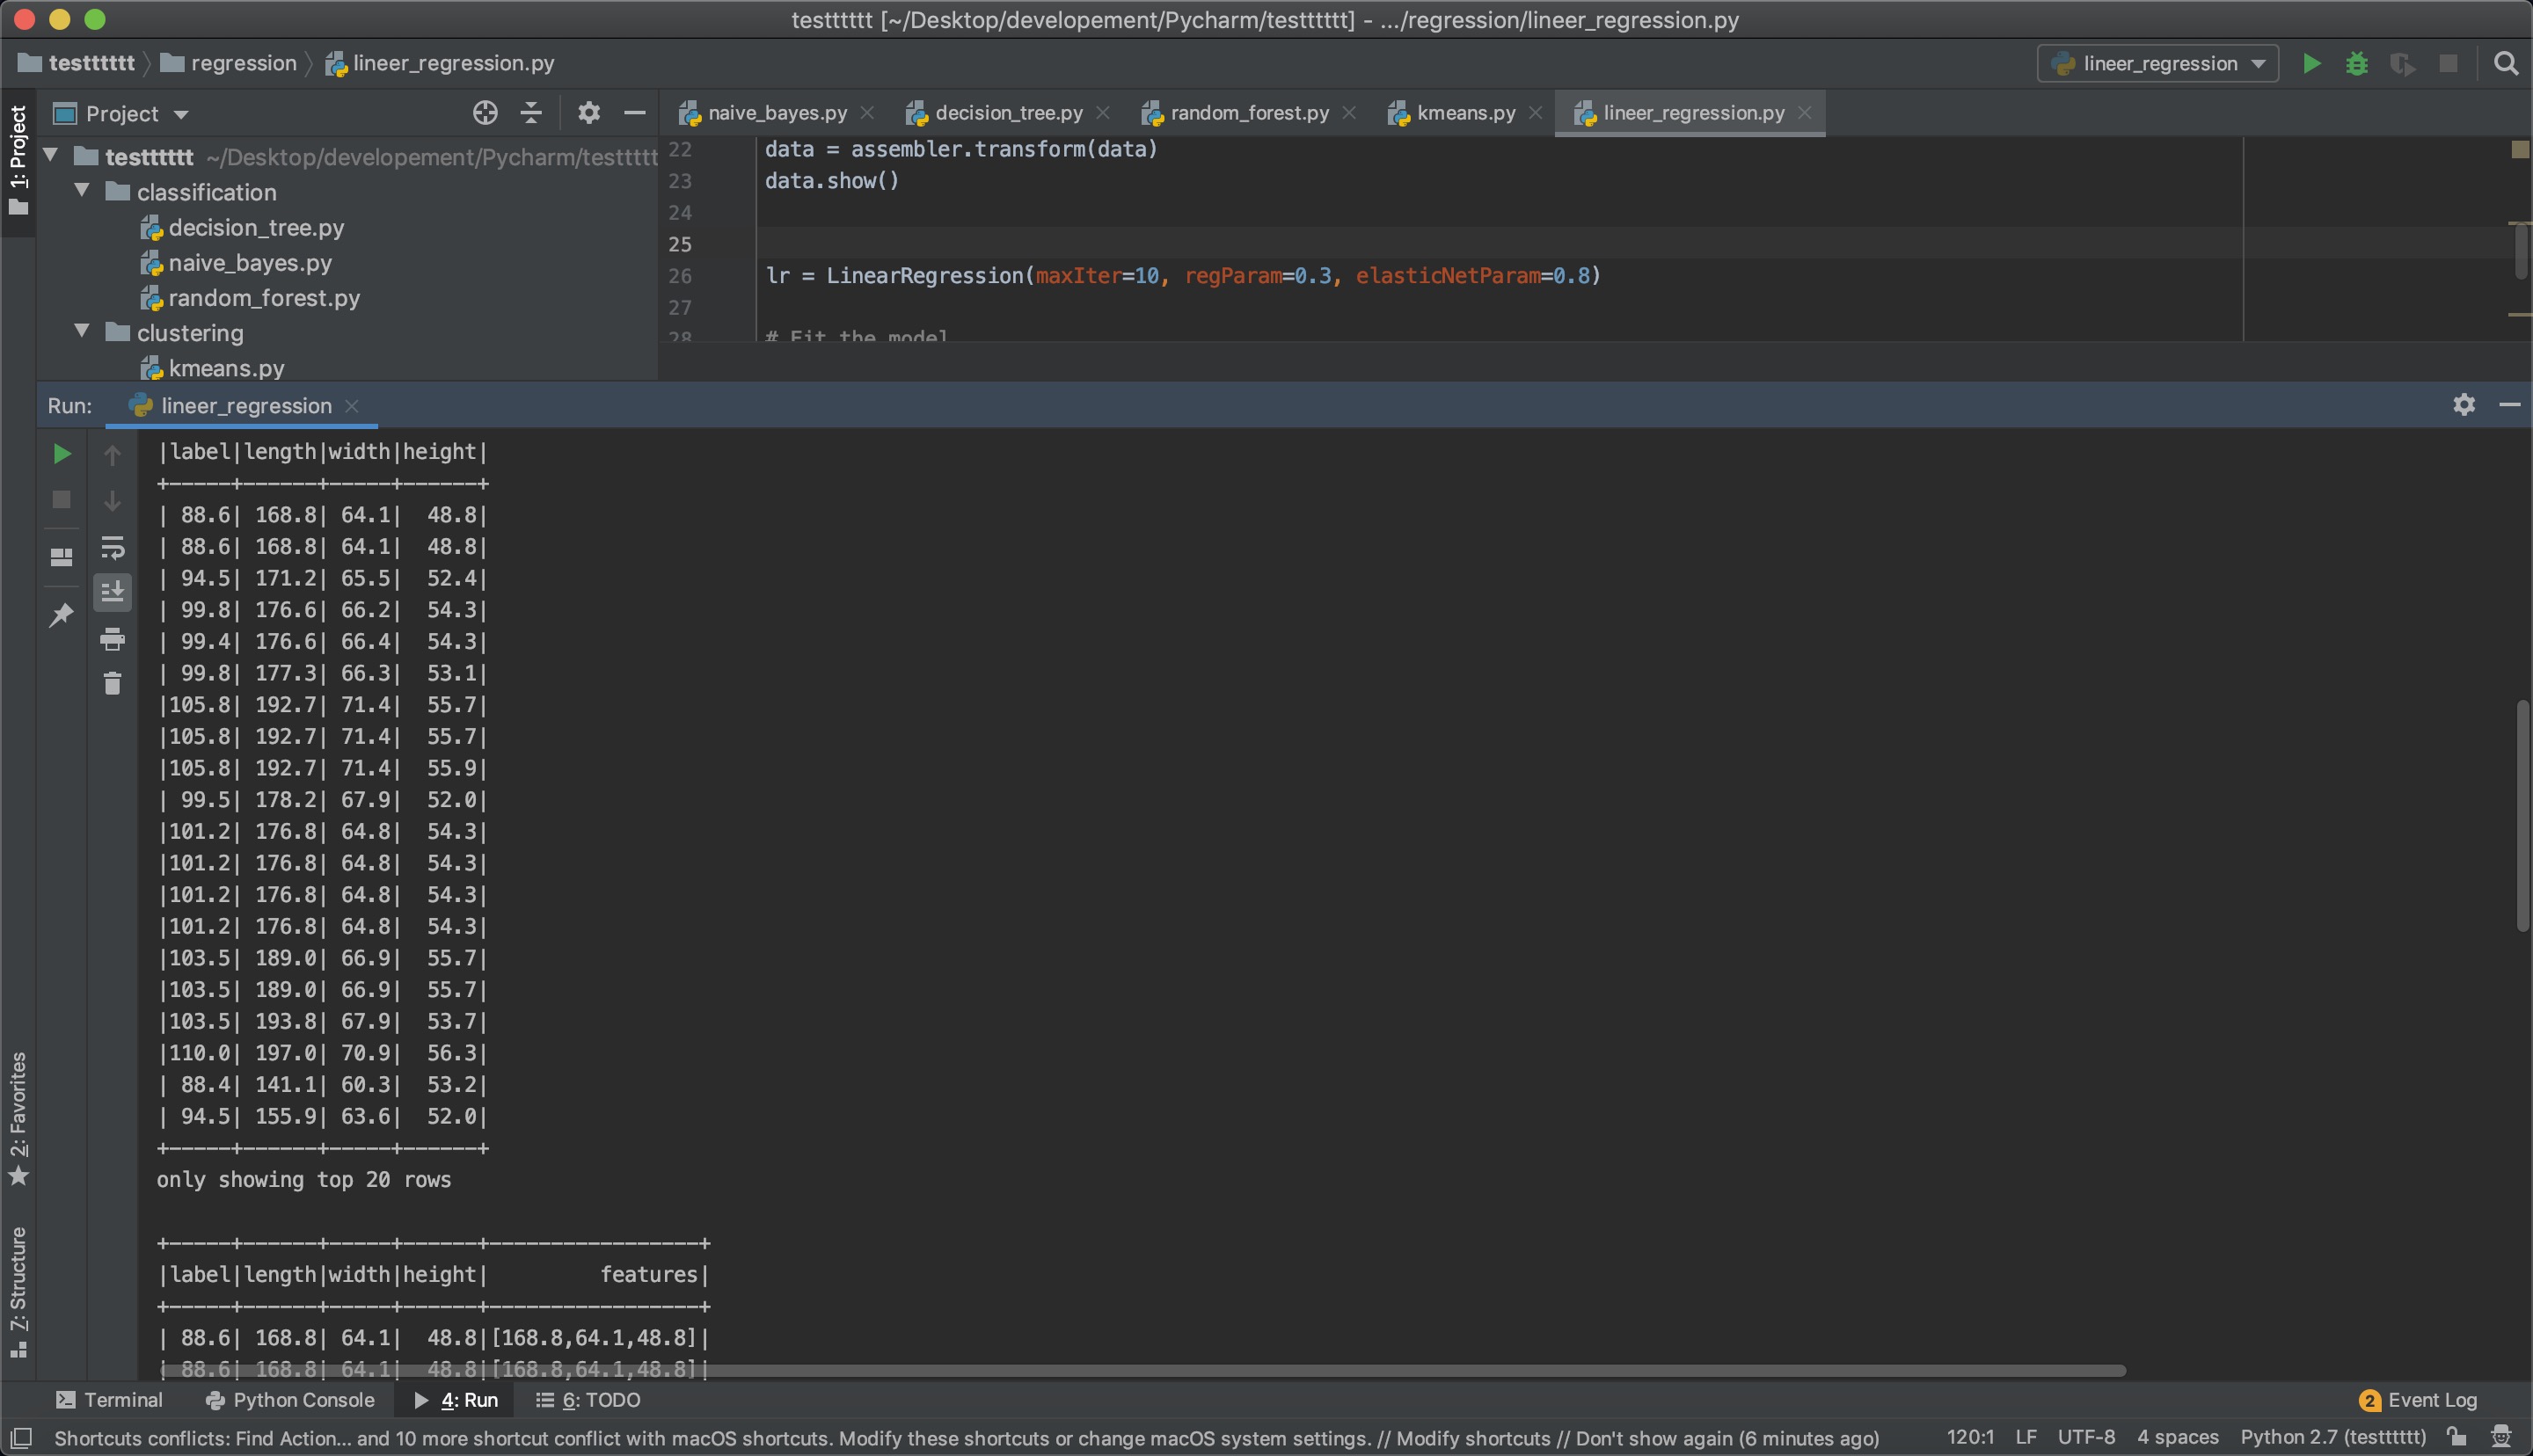 testttttt [~/Desktop/developement/Pycharm/testttttt] - .../regression/lineer_regression.py
testttttt regression lineer_regression.py lineer_regression
1: Project
Project
naive_bayes.py decision_tree.py random_forest.py kmeans.py lineer_regression.py
testttttt ~/Desktop/developement/Pycharm/testtttt
classification
decision_tree.py
naive_bayes.py
random_forest.py
clustering
kmeans.py
22 data = assembler.transform(data)
23 data.show()
24
25
26 lr = LinearRegression(maxIter=10, regParam=0.3, elasticNetParam=0.8)
27
28 # Fit the model
Run: lineer_regression
|label|length|width|height|
+-----+------+-----+------+
| 88.6| 168.8| 64.1|  48.8|
| 88.6| 168.8| 64.1|  48.8|
| 94.5| 171.2| 65.5|  52.4|
| 99.8| 176.6| 66.2|  54.3|
| 99.4| 176.6| 66.4|  54.3|
| 99.8| 177.3| 66.3|  53.1|
|105.8| 192.7| 71.4|  55.7|
|105.8| 192.7| 71.4|  55.7|
|105.8| 192.7| 71.4|  55.9|
| 99.5| 178.2| 67.9|  52.0|
|101.2| 176.8| 64.8|  54.3|
|101.2| 176.8| 64.8|  54.3|
|101.2| 176.8| 64.8|  54.3|
|101.2| 176.8| 64.8|  54.3|
|103.5| 189.0| 66.9|  55.7|
|103.5| 189.0| 66.9|  55.7|
|103.5| 193.8| 67.9|  53.7|
|110.0| 197.0| 70.9|  56.3|
| 88.4| 141.1| 60.3|  53.2|
| 94.5| 155.9| 63.6|  52.0|
+-----+------+-----+------+
only showing top 20 rows
+-----+------+-----+------+-----------------+
|label|length|width|height|         features|
+-----+------+-----+------+-----------------+
| 88.6| 168.8| 64.1|  48.8|[168.8,64.1,48.8]|
| 88.6| 168.8| 64.1|  48.8|[168.8,64.1,48.8]|
2: Favorites
7: Structure
Terminal Python Console 4: Run 6: TODO 2 Event Log
Shortcuts conflicts: Find Action... and 10 more shortcut conflict with macOS shortcuts. Modify these shortcuts or change macOS system settings. // Modify shortcuts // Don't show again (6 minutes ago) 120:1 LF UTF-8 4 spaces Python 2.7 (testttttt)